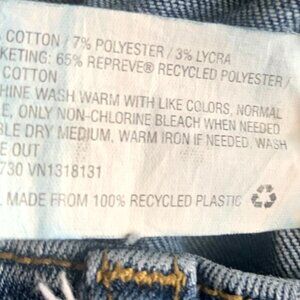 COTTON / 7% POLYESTER / 3% LYCRA
KETING: 65% REPREVE® RECYCLED POLYESTER /
COTTON
HINE WASH WARM WITH LIKE COLORS, NORMAL
E, ONLY NON-CHLORINE BLEACH WHEN NEEDED
BLE DRY MEDIUM, WARM IRON IF NEEDED, WASH
E OUT
730 VN1318131
MADE FROM 100% RECYCLED PLASTIC